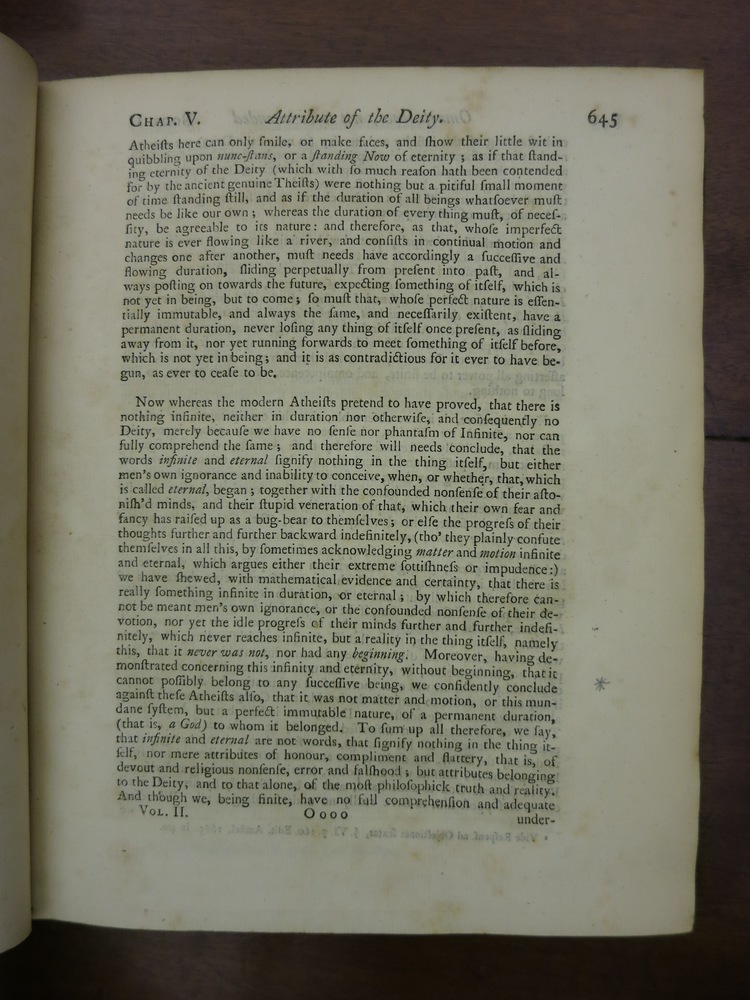 CHAP. V. Attribute of the Deity. 645
Atheiſts here can only ſmile, or make faces, and ſhow their little wit in
quibbling upon nunc-ſtans, or a ſtanding Now of eternity; as if that ſtand-
ing eternity of the Deity (which with ſo much reaſon hath been contended
for by the ancient genuine Theiſts) were nothing but a pitiful ſmall moment
of time ſtanding ſtill, and as if the duration of all beings whatſoever muſt
needs be like our own; whereas the duration of every thing muſt, of neceſ-
ſity, be agreeable to its nature: and therefore, as that, whoſe imperfect
nature is ever flowing like a river, and conſiſts in continual motion and
changes one after another, muſt needs have accordingly a ſucceſſive and
flowing duration, ſliding perpetually from preſent into paſt, and al-
ways poſting on towards the future, expecting ſomething of itſelf, which is
not yet in being, but to come; ſo muſt that, whoſe perfect nature is eſſen-
tially immutable, and always the ſame, and neceſſarily exiſtent, have a
permanent duration, never loſing any thing of itſelf once preſent, as ſliding
away from it, nor yet running forwards to meet ſomething of itſelf before,
which is not yet in being; and it is as contradictious for it ever to have be-
gun, as ever to ceaſe to be.
Now whereas the modern Atheiſts pretend to have proved, that there is
nothing infinite, neither in duration nor otherwiſe, and conſequently no
Deity, merely becauſe we have no ſenſe nor phantaſm of Infinite, nor can
fully comprehend the ſame; and therefore will needs conclude, that the
words infinite and eternal ſignify nothing in the thing itſelf, but either
men's own ignorance and inability to conceive, when, or whether, that, which
is called eternal, began; together with the confounded nonſenſe of their aſto-
niſh'd minds, and their ſtupid veneration of that, which their own fear and
fancy has raiſed up as a bug-bear to themſelves; or elſe the progreſs of their
thoughts further and further backward indefinitely, (tho' they plainly confute
themſelves in all this, by ſometimes acknowledging matter and motion infinite
and eternal, which argues either their extreme ſottiſhneſs or impudence:)
we have ſhewed, with mathematical evidence and certainty, that there is
really ſomething infinite in duration, or eternal; by which therefore can-
not be meant men's own ignorance, or the confounded nonſenſe of their de-
votion, nor yet the idle progreſs of their minds further and further indefi-
nitely, which never reaches infinite, but a reality in the thing itſelf, namely
this, that it never was not, nor had any beginning. Moreover, having de-
monſtrated concerning this infinity and eternity, without beginning, that it
cannot poſſibly belong to any ſucceſſive being, we confidently conclude
againſt theſe Atheiſts alſo, that it was not matter and motion, or this mun-
dane ſyſtem, but a perfect immutable nature, of a permanent duration,
(that is, a God) to whom it belonged. To ſum up all therefore, we ſay,
that infinite and eternal are not words, that ſignify nothing in the thing it-
ſelf, nor mere attributes of honour, compliment and flattery, that is, of
devout and religious nonſenſe, error and falſhood; but attributes belonging
to the Deity, and to that alone, of the moſt philoſophick truth and reality.
And though we, being finite, have no full comprehenſion and adequate
VOL. II. Oooo under-